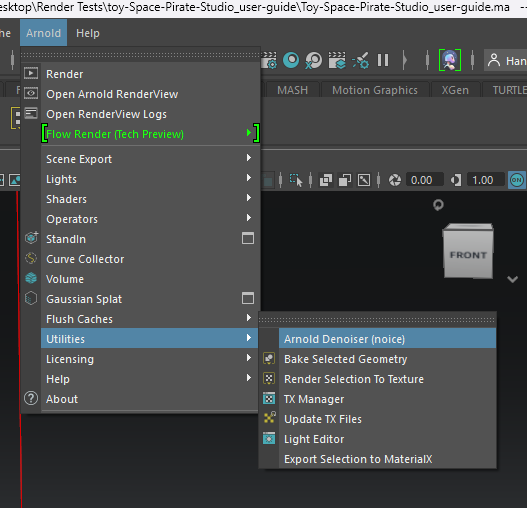 esktop\Render Tests\toy-Space-Pirate-Studio_user-guide\Toy-Space-Pirate-Studio_user-guide.ma --
he Arnold Help
Han
F MASH Motion Graphics XGen TURTLE
Render
Open Arnold RenderView
Open RenderView Logs
Flow Render (Tech Preview)
Scene Export
Lights
Shaders
Operators
StandIn
Curve Collector
Volume
Gaussian Splat
Flush Caches
Utilities
Licensing
Help
About
0.00 1.00 ON
FRONT
Arnold Denoiser (noice)
Bake Selected Geometry
Render Selection To Texture
TX Manager
Update TX Files
Light Editor
Export Selection to MaterialX